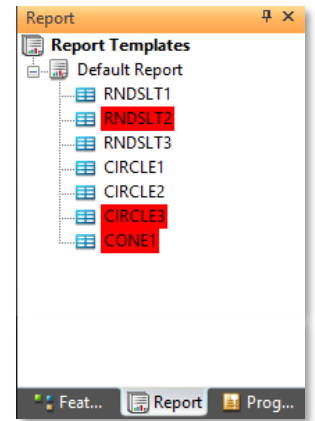 Report
Report Templates
Default Report
RNDSLT1
RNDSLT2
RNDSLT3
CIRCLE1
CIRCLE2
CIRCLE3
CONE1
Feat... Report Prog...